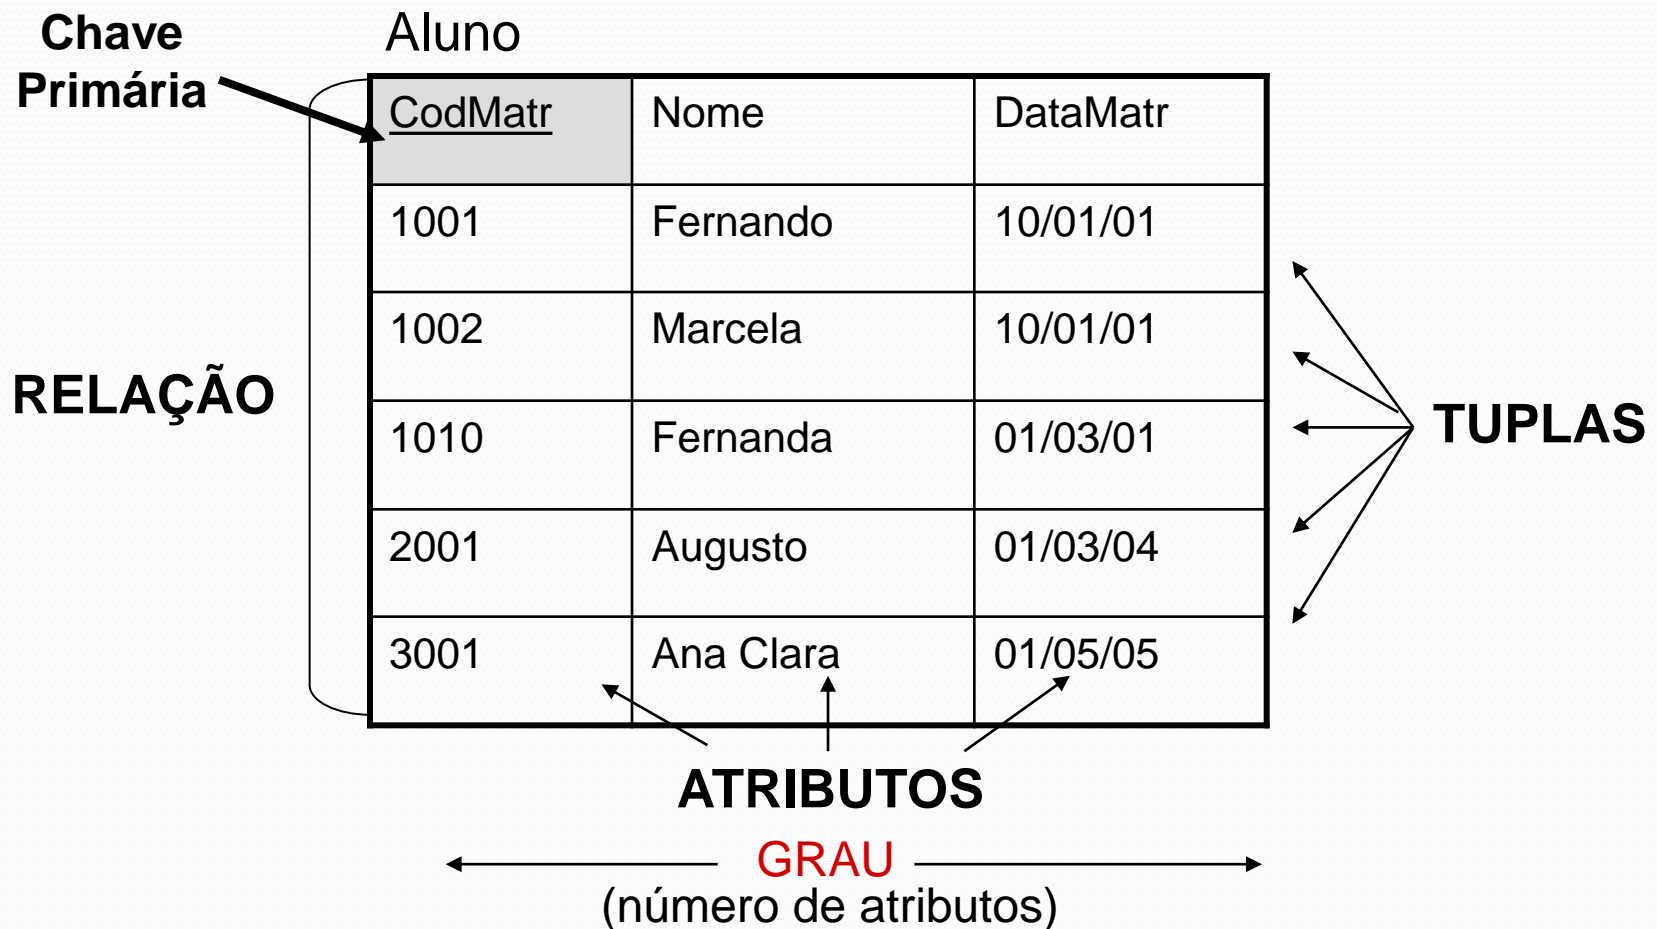 Chave
Primária
Aluno
CodMatr Nome DataMatr
1001 Fernando 10/01/01
1002 Marcela 10/01/01
RELAÇÃO
1010 Fernanda 01/03/01
TUPLAS
2001 Augusto 01/03/04
3001 Ana Clara 01/05/05
ATRIBUTOS
GRAU
(número de atributos)